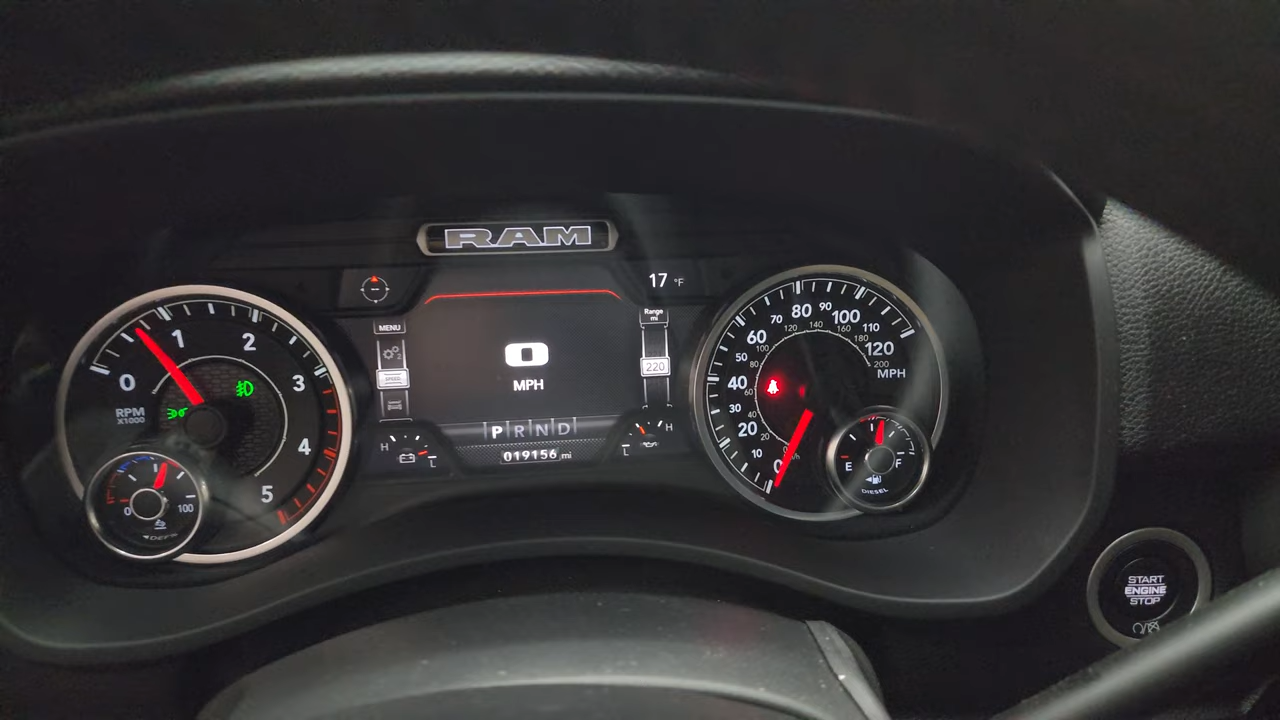 RAM
17 °F
MENU
SPEED
0
MPH
Range
mi
220
P R N D
019156 mi
H
L
L
H
0
1
2
3
4
5
RPM
X1000
0
100
DEF
0
10
20
30
40
50
60
70
80
90
100
110
120
MPH
20
60
100
120
140
160
180
200
E
F
DIESEL
START
ENGINE
STOP